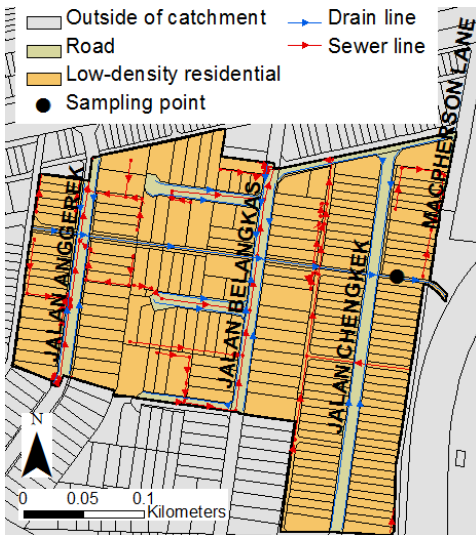 Outside of catchment
Road
Low-density residential
Sampling point
Drain line
Sewer line
MACPHERSON LANE
JALAN ANGGEREK
JALAN BELANGKAS
JALAN CHENGKEK
N
0 0.05 0.1
Kilometers